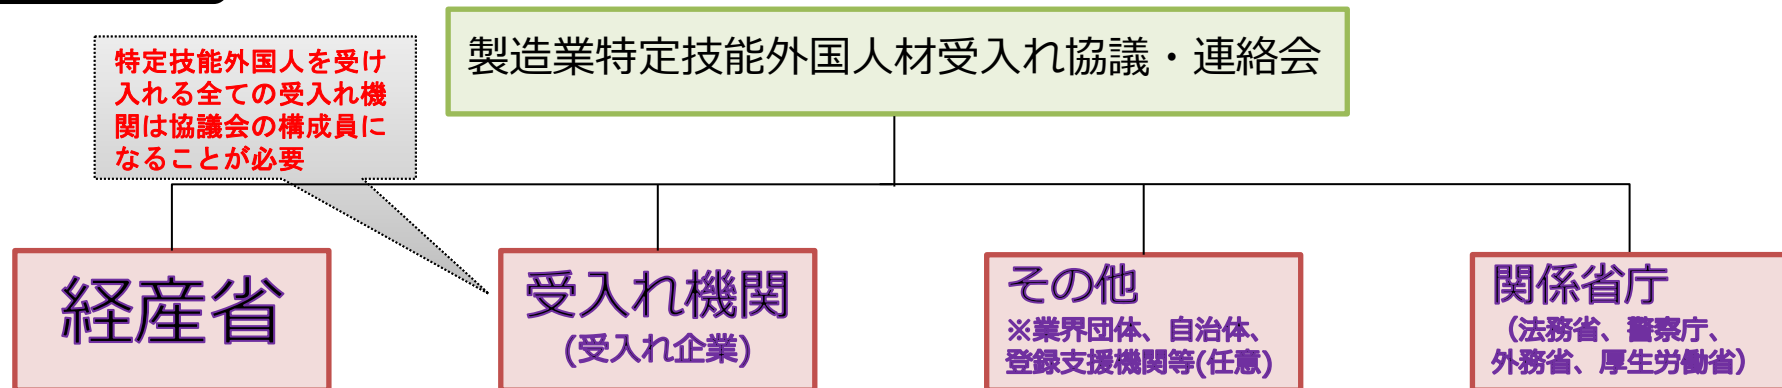 製造業特定技能外国人材受入れ協議・連絡会
特定技能外国人を受け
入れる全ての受入れ機
関は協議会の構成員に
なることが必要
経産省
受入れ機関
(受入れ企業)
その他
※業界団体、自治体、
登録支援機関等(任意)
関係省庁
（法務省、警察庁、
外務省、厚生労働省）